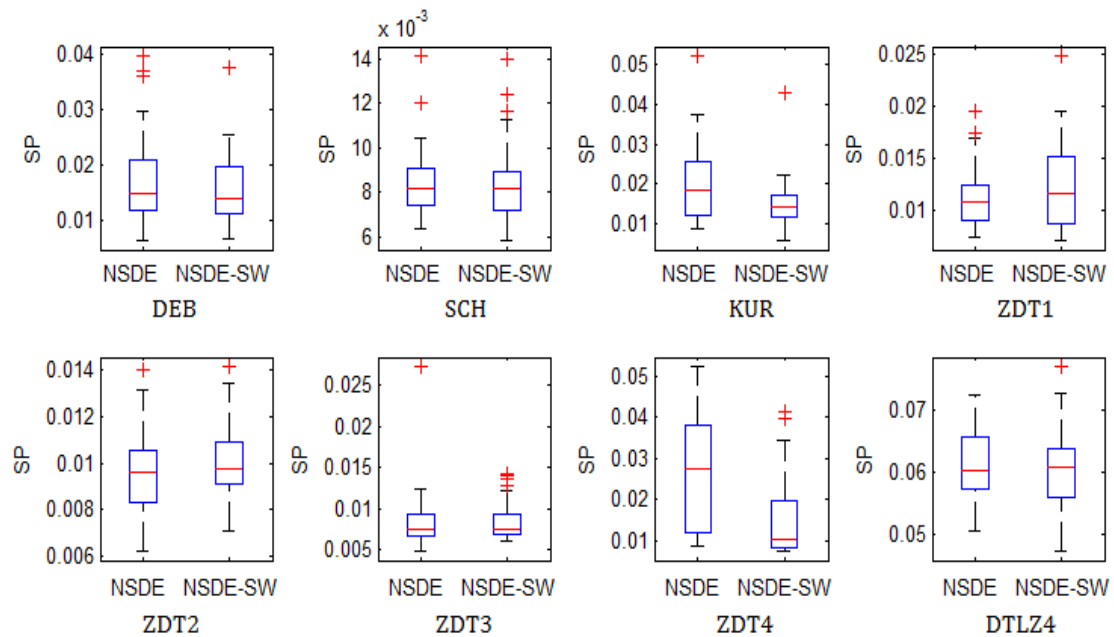 x 10^-3
0.04 14 0.05 0.025
0.03 12 0.04 0.02
SP SP 10 SP 0.03 SP 0.015
0.02 8 0.02 0.01
0.01 6 0.01
NSDE NSDE-SW NSDE NSDE-SW NSDE NSDE-SW NSDE NSDE-SW
DEB SCH KUR ZDT1
0.014 0.025 0.05 0.07
0.012 0.02 0.04
SP 0.01 SP 0.015 SP 0.03 SP 0.06
0.008 0.01 0.02
0.006 0.005 0.01 0.05
NSDE NSDE-SW NSDE NSDE-SW NSDE NSDE-SW NSDE NSDE-SW
ZDT2 ZDT3 ZDT4 DTLZ4